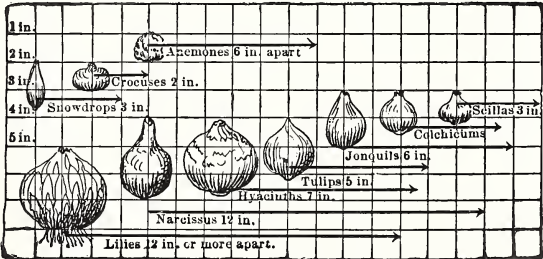 1 in.
Anemones 6 in. apart
2 in.
3 in.
Crocuses 2 in.
4 in.
Snowdrops 3 in.
Scillas 3 in.
Colchicums
5 in.
Jonquils 6 in.
Tulips 5 in.
Hyacinths 7 in.
Narcissus 12 in.
Lilies 12 in. or more apart.